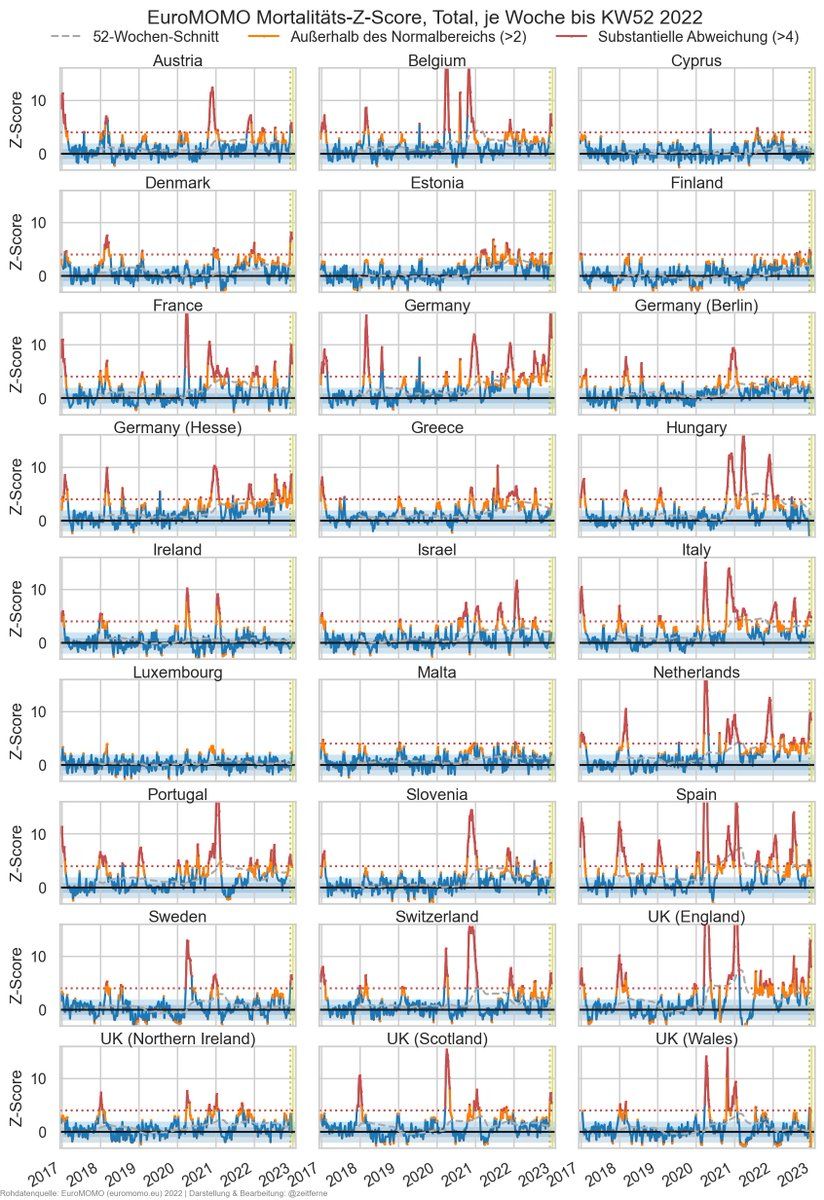 EuroMOMO Mortalitäts-Z-Score, Total, je Woche bis KW52 2022
52-Wochen-Schnitt Außerhalb des Normalbereichs (>2) Substantielle Abweichung (>4)
Austria Belgium Cyprus
Z-Score
10
0
Denmark Estonia Finland
Z-Score
10
0
France Germany Germany (Berlin)
Z-Score
10
0
Germany (Hesse) Greece Hungary
Z-Score
10
0
Ireland Israel Italy
Z-Score
10
0
Luxembourg Malta Netherlands
Z-Score
10
0
Portugal Slovenia Spain
Z-Score
10
0
Sweden Switzerland UK (England)
Z-Score
10
0
UK (Northern Ireland) UK (Scotland) UK (Wales)
Z-Score
10
0
2017 2018 2019 2020 2021 2022 2023 2017 2018 2019 2020 2021 2022 2023 2017 2018 2019 2020 2021 2022 2023
Rohdatenquelle: EuroMOMO (euromomo.eu) 2022 | Darstellung & Bearbeitung: @zeitferne